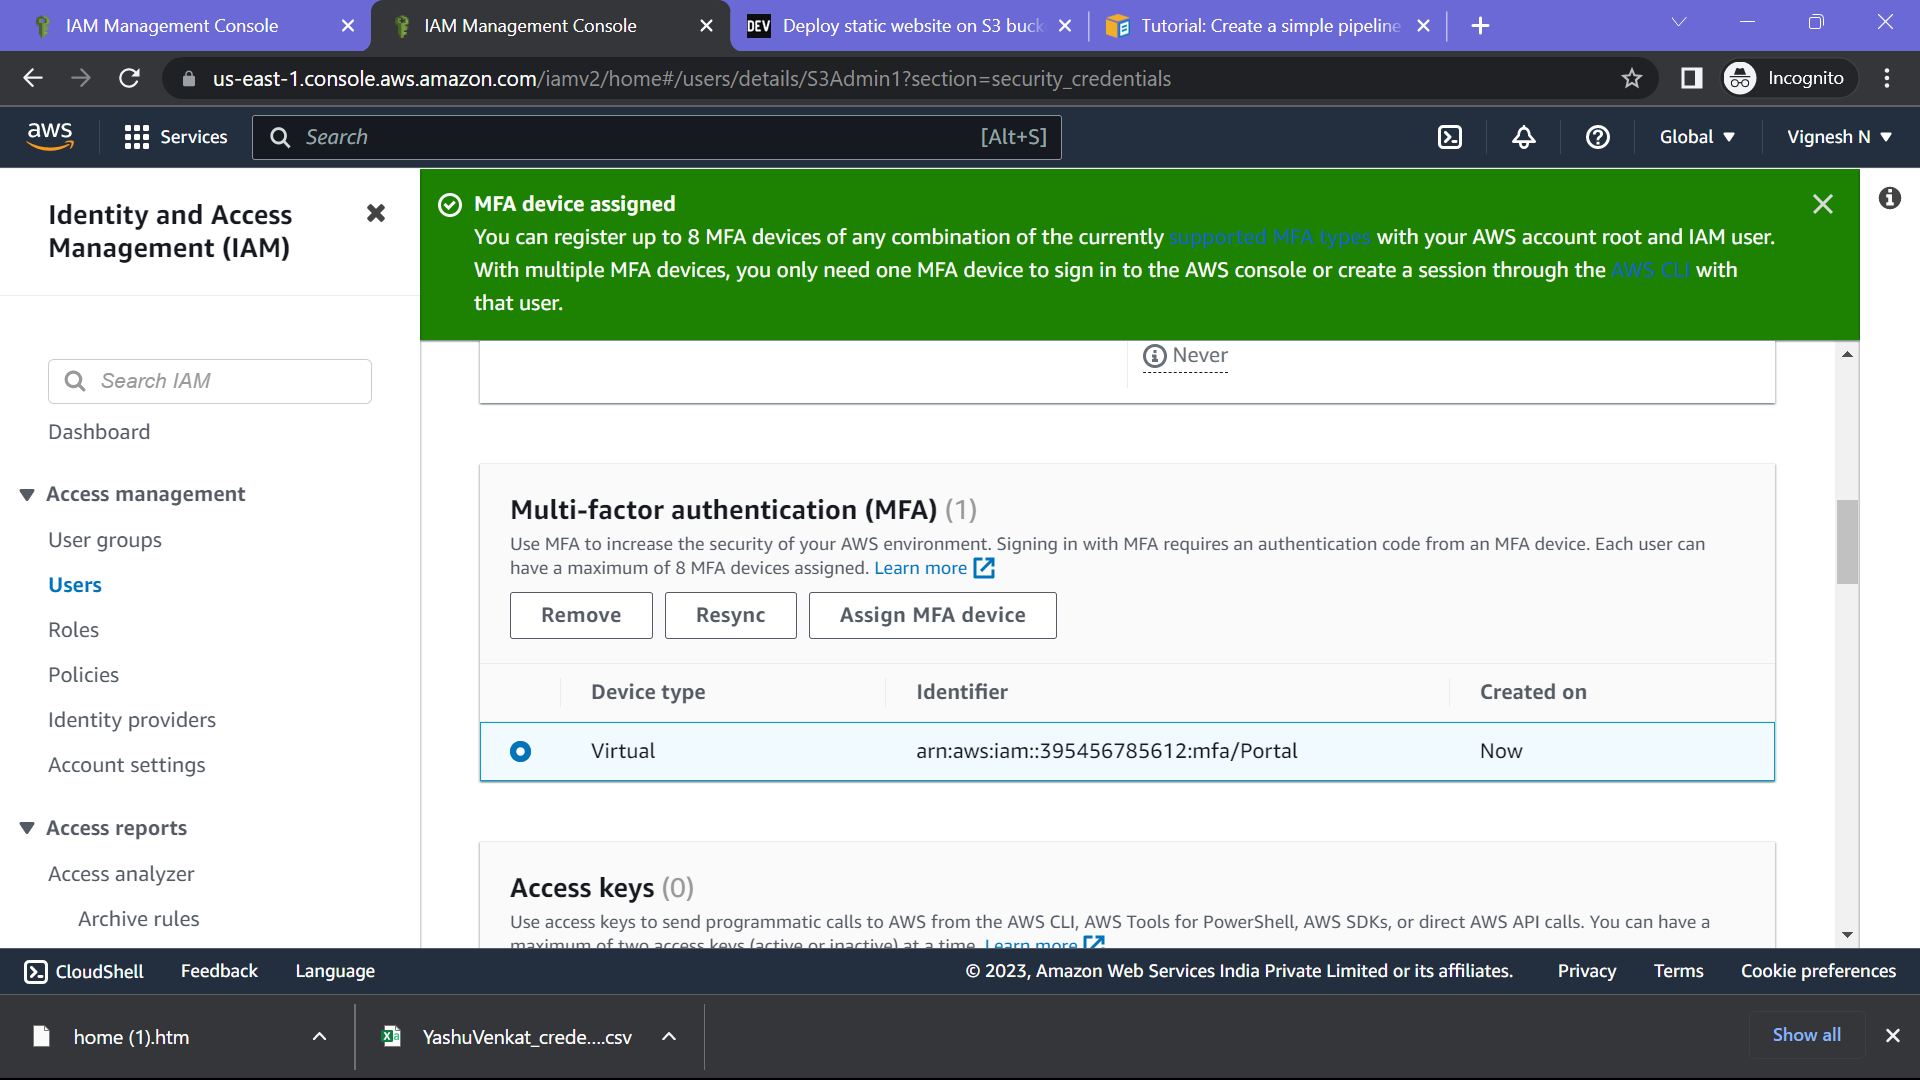 IAM Management Console
IAM Management Console
DEV Deploy static website on S3 buck
Tutorial: Create a simple pipeline
us-east-1.console.aws.amazon.com/iamv2/home#/users/details/S3Admin1?section=security_credentials
Incognito
aws
Services
Search
[Alt+S]
Global
Vignesh N
Identity and Access
Management (IAM)
Search IAM
Dashboard
Access management
User groups
Users
Roles
Policies
Identity providers
Account settings
Access reports
Access analyzer
Archive rules
MFA device assigned
You can register up to 8 MFA devices of any combination of the currently supported MFA types with your AWS account root and IAM user.
With multiple MFA devices, you only need one MFA device to sign in to the AWS console or create a session through the AWS CLI with
that user.
Never
Multi-factor authentication (MFA) (1)
Use MFA to increase the security of your AWS environment. Signing in with MFA requires an authentication code from an MFA device. Each user can
have a maximum of 8 MFA devices assigned. Learn more
Remove
Resync
Assign MFA device
Device type
Identifier
Created on
Virtual
arn:aws:iam::395456785612:mfa/Portal
Now
Access keys (0)
Use access keys to send programmatic calls to AWS from the AWS CLI, AWS Tools for PowerShell, AWS SDKs, or direct AWS API calls. You can have a
maximum of two access keys (active or inactive) at a time. Learn more
CloudShell
Feedback
Language
© 2023, Amazon Web Services India Private Limited or its affiliates.
Privacy
Terms
Cookie preferences
home (1).htm
YashuVenkat_crede....csv
Show all